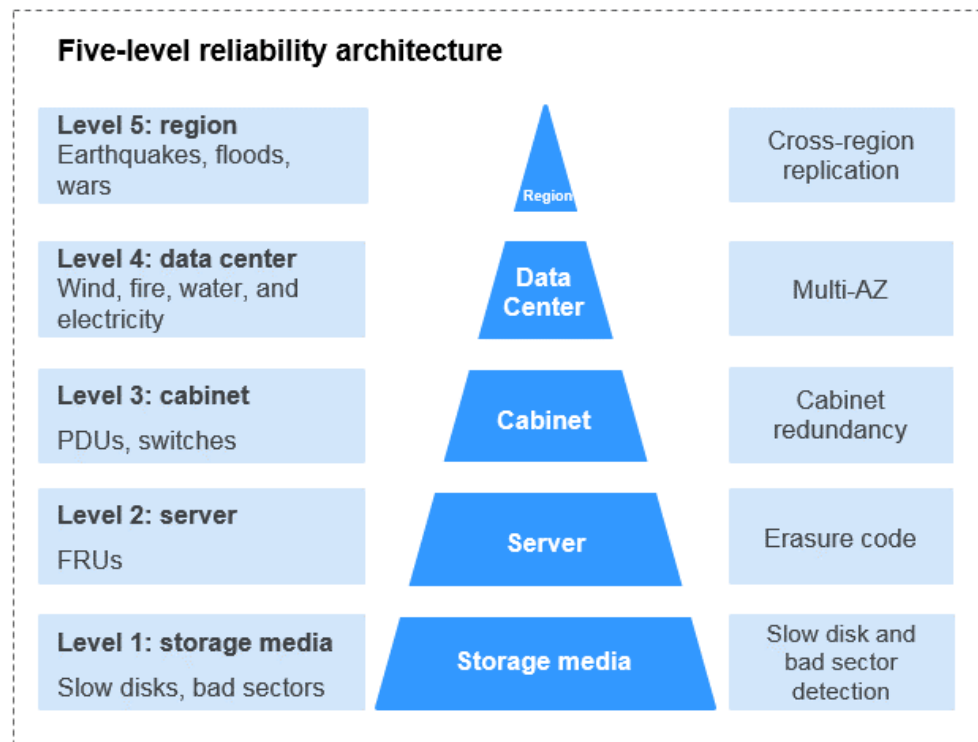 Five-level reliability architecture
Level 5: region
Earthquakes, floods,
wars
Region
Cross-region
replication
Level 4: data center
Wind, fire, water, and
electricity
Data
Center
Multi-AZ
Level 3: cabinet
PDUs, switches
Cabinet
Cabinet
redundancy
Level 2: server
FRUs
Server
Erasure code
Level 1: storage media
Slow disks, bad sectors
Storage media
Slow disk and
bad sector
detection